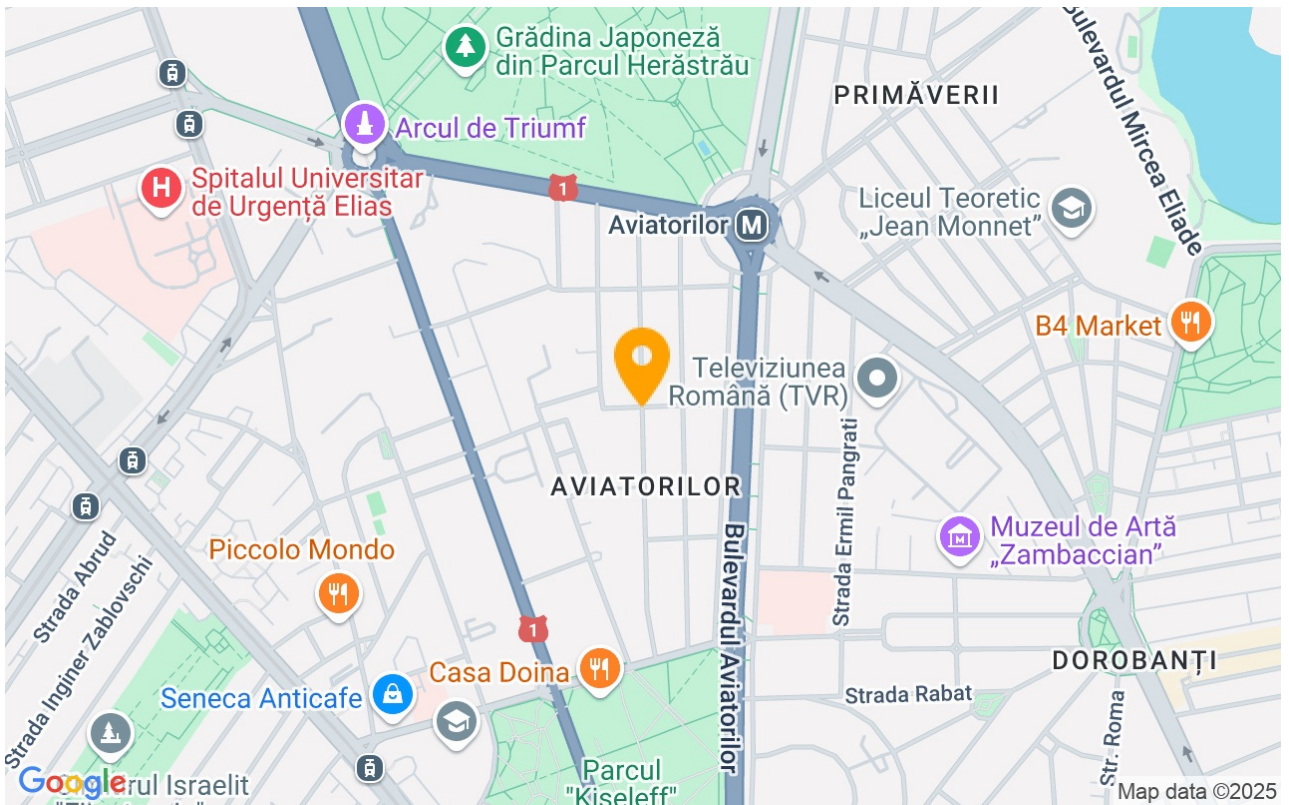 Grădina Japoneză
din Parcul Herăstrău
PRIMĂVERII
Bulevardul Mircea Eliade
Arcul de Triumf
H
Spitalul Universitar
de Urgență Elias
1
Aviatorilor
M
Liceul Teoretic
„Jean Monnet”
B4 Market
Televiziunea
Română (TVR)
Strada Ermil Pangrati
AVIATORILOR
Bulevardul Aviatorilor
Muzeul de Artă
„Zambaccian”
Piccolo Mondo
Strada Abrud
Strada Inginer Zablovschi
1
Casa Doina
DOROBANȚI
Seneca Anticafe
Strada Rabat
Str. Roma
Parcul
"Kiseleff"
Google
rul Israelit
Map data ©2025